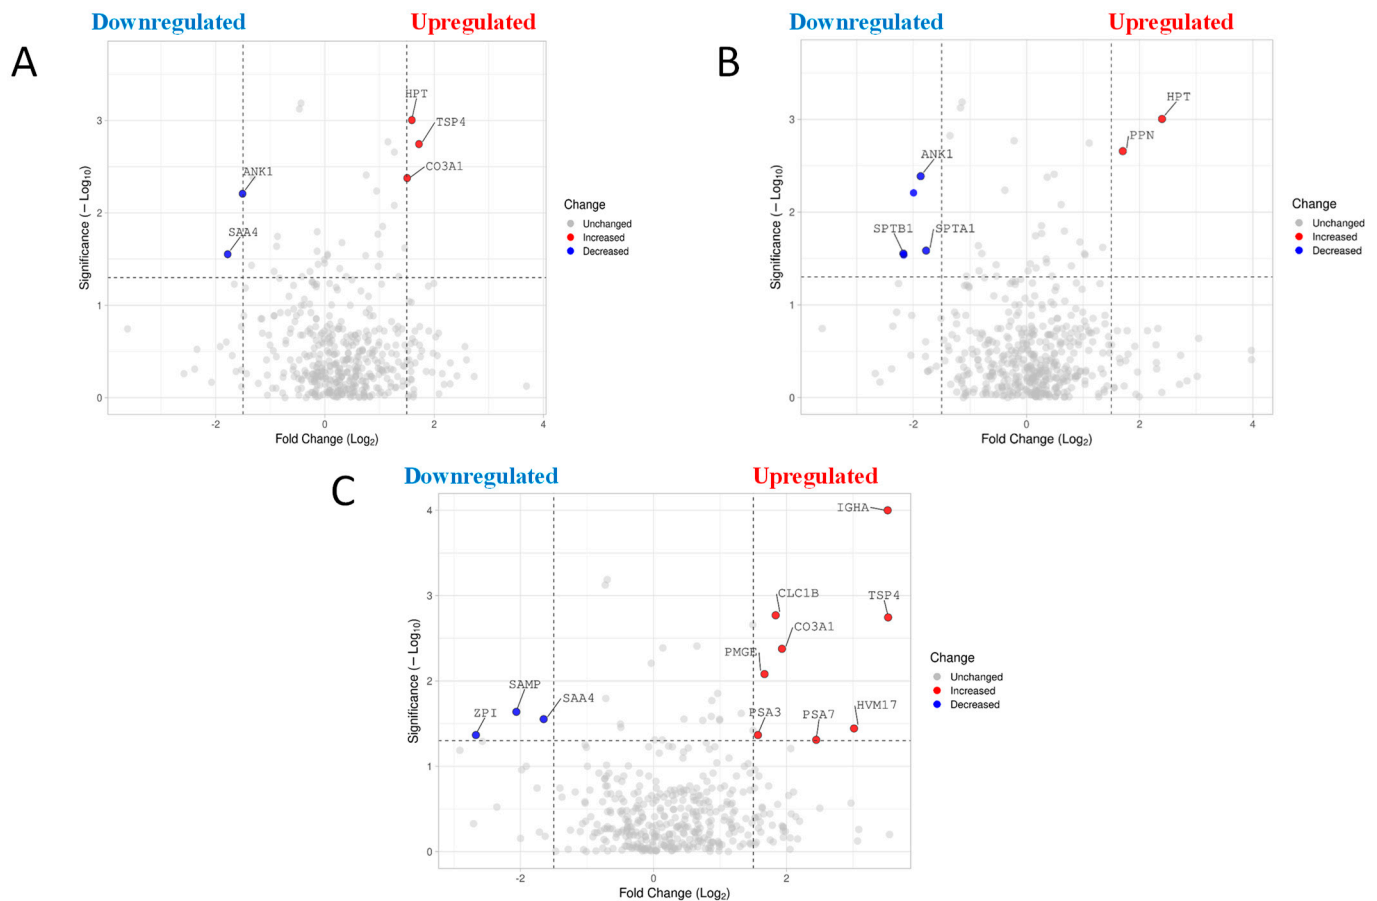 Downregulated Upregulated
A
HPT
TSP4
CO3A1
ANK1
SAA4
3
2
1
0
-2 0 2 4
Significance (−Log10)
Fold Change (Log2)
Change
Unchanged
Increased
Decreased
Downregulated Upregulated
B
HPT
PPN
ANK1
SPTB1 SPTA1
3
2
1
0
-2 0 2 4
Significance (−Log10)
Fold Change (Log2)
Change
Unchanged
Increased
Decreased
Downregulated Upregulated
C
IGHA
CLC1B
TSP4
CO3A1
PMGE
SAMP
SAA4
ZPI
PSA3
PSA7
HVM17
4
3
2
1
0
-2 0 2
Significance (−Log10)
Fold Change (Log2)
Change
Unchanged
Increased
Decreased